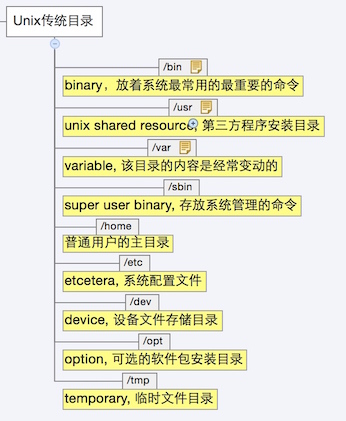 Unix传统目录
/bin
binary，放着系统最常用的最重要的命令
/usr
unix shared resource, 第三方程序安装目录
/var
variable, 该目录的内容是经常变动的
/sbin
super user binary, 存放系统管理的命令
/home
普通用户的主目录
/etc
etcetera, 系统配置文件
/dev
device, 设备文件存储目录
/opt
option, 可选的软件包安装目录
/tmp
temporary, 临时文件目录